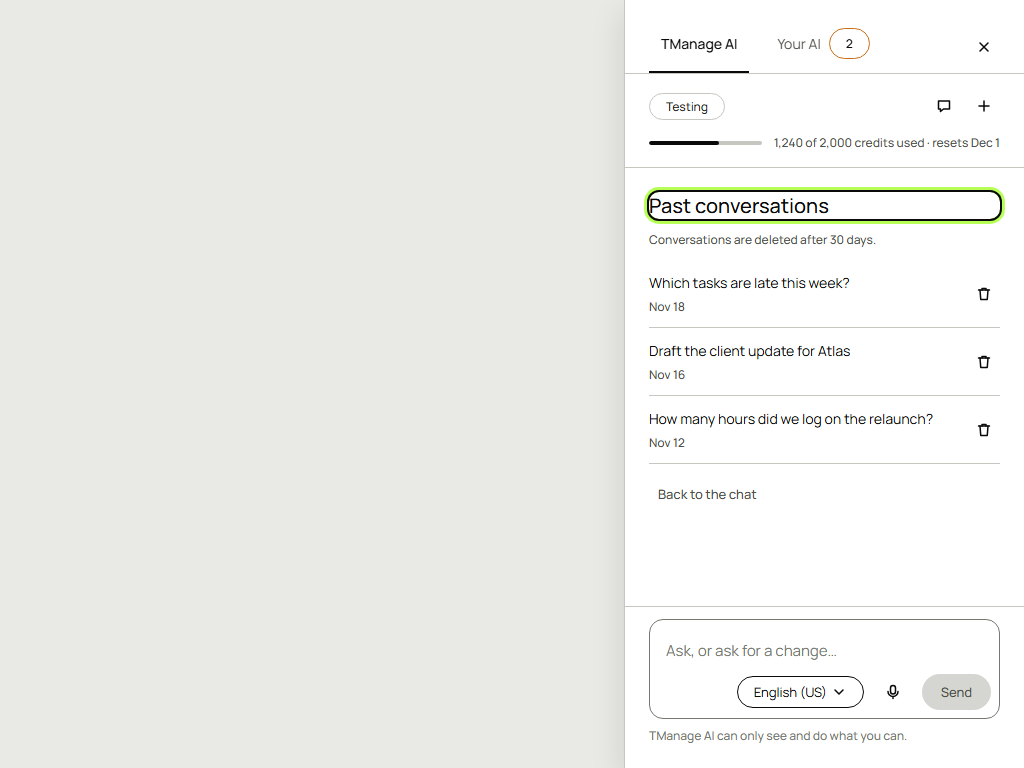 TManage AI
Your AI 2
Testing
1,240 of 2,000 credits used · resets Dec 1
Past conversations
Conversations are deleted after 30 days.
Which tasks are late this week?
Nov 18
Draft the client update for Atlas
Nov 16
How many hours did we log on the relaunch?
Nov 12
Back to the chat
Ask, or ask for a change…
English (US)
Send
TManage AI can only see and do what you can.